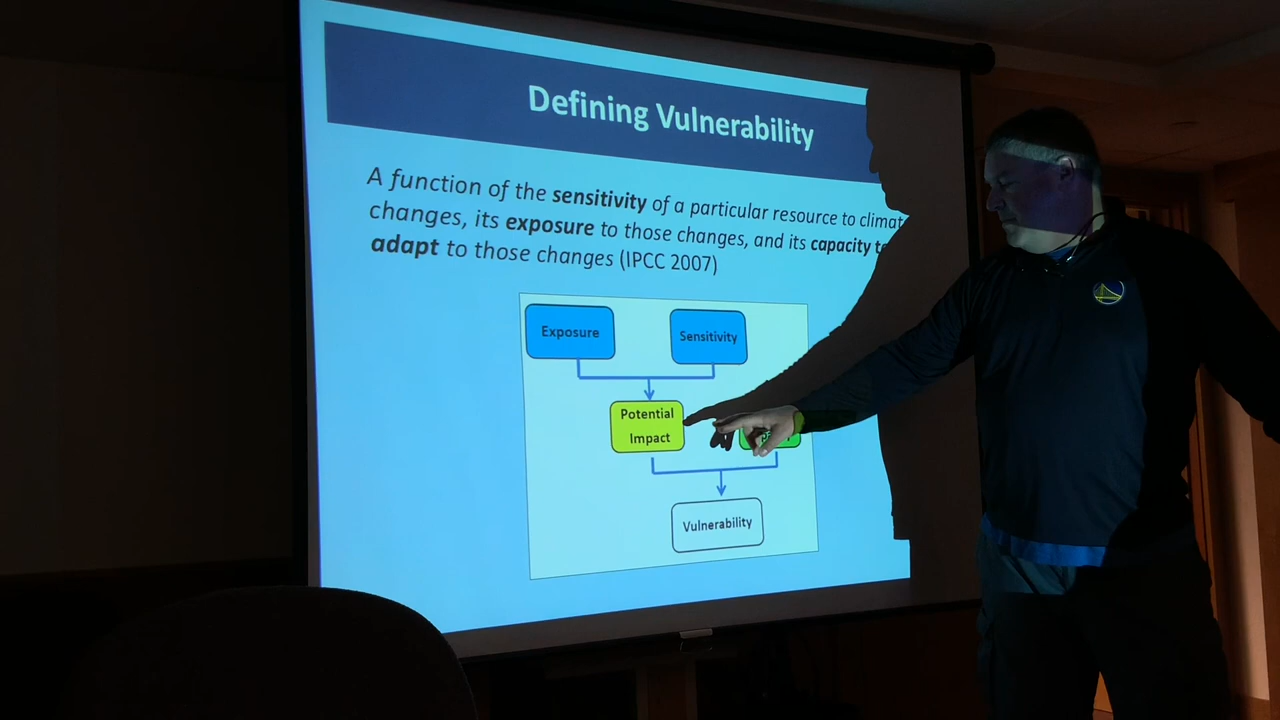 Defining Vulnerability
A function of the sensitivity of a particular resource to climat
changes, its exposure to those changes, and its capacity t
adapt to those changes (IPCC 2007)
Exposure
Sensitivity
Potential
Impact
Vulnerability